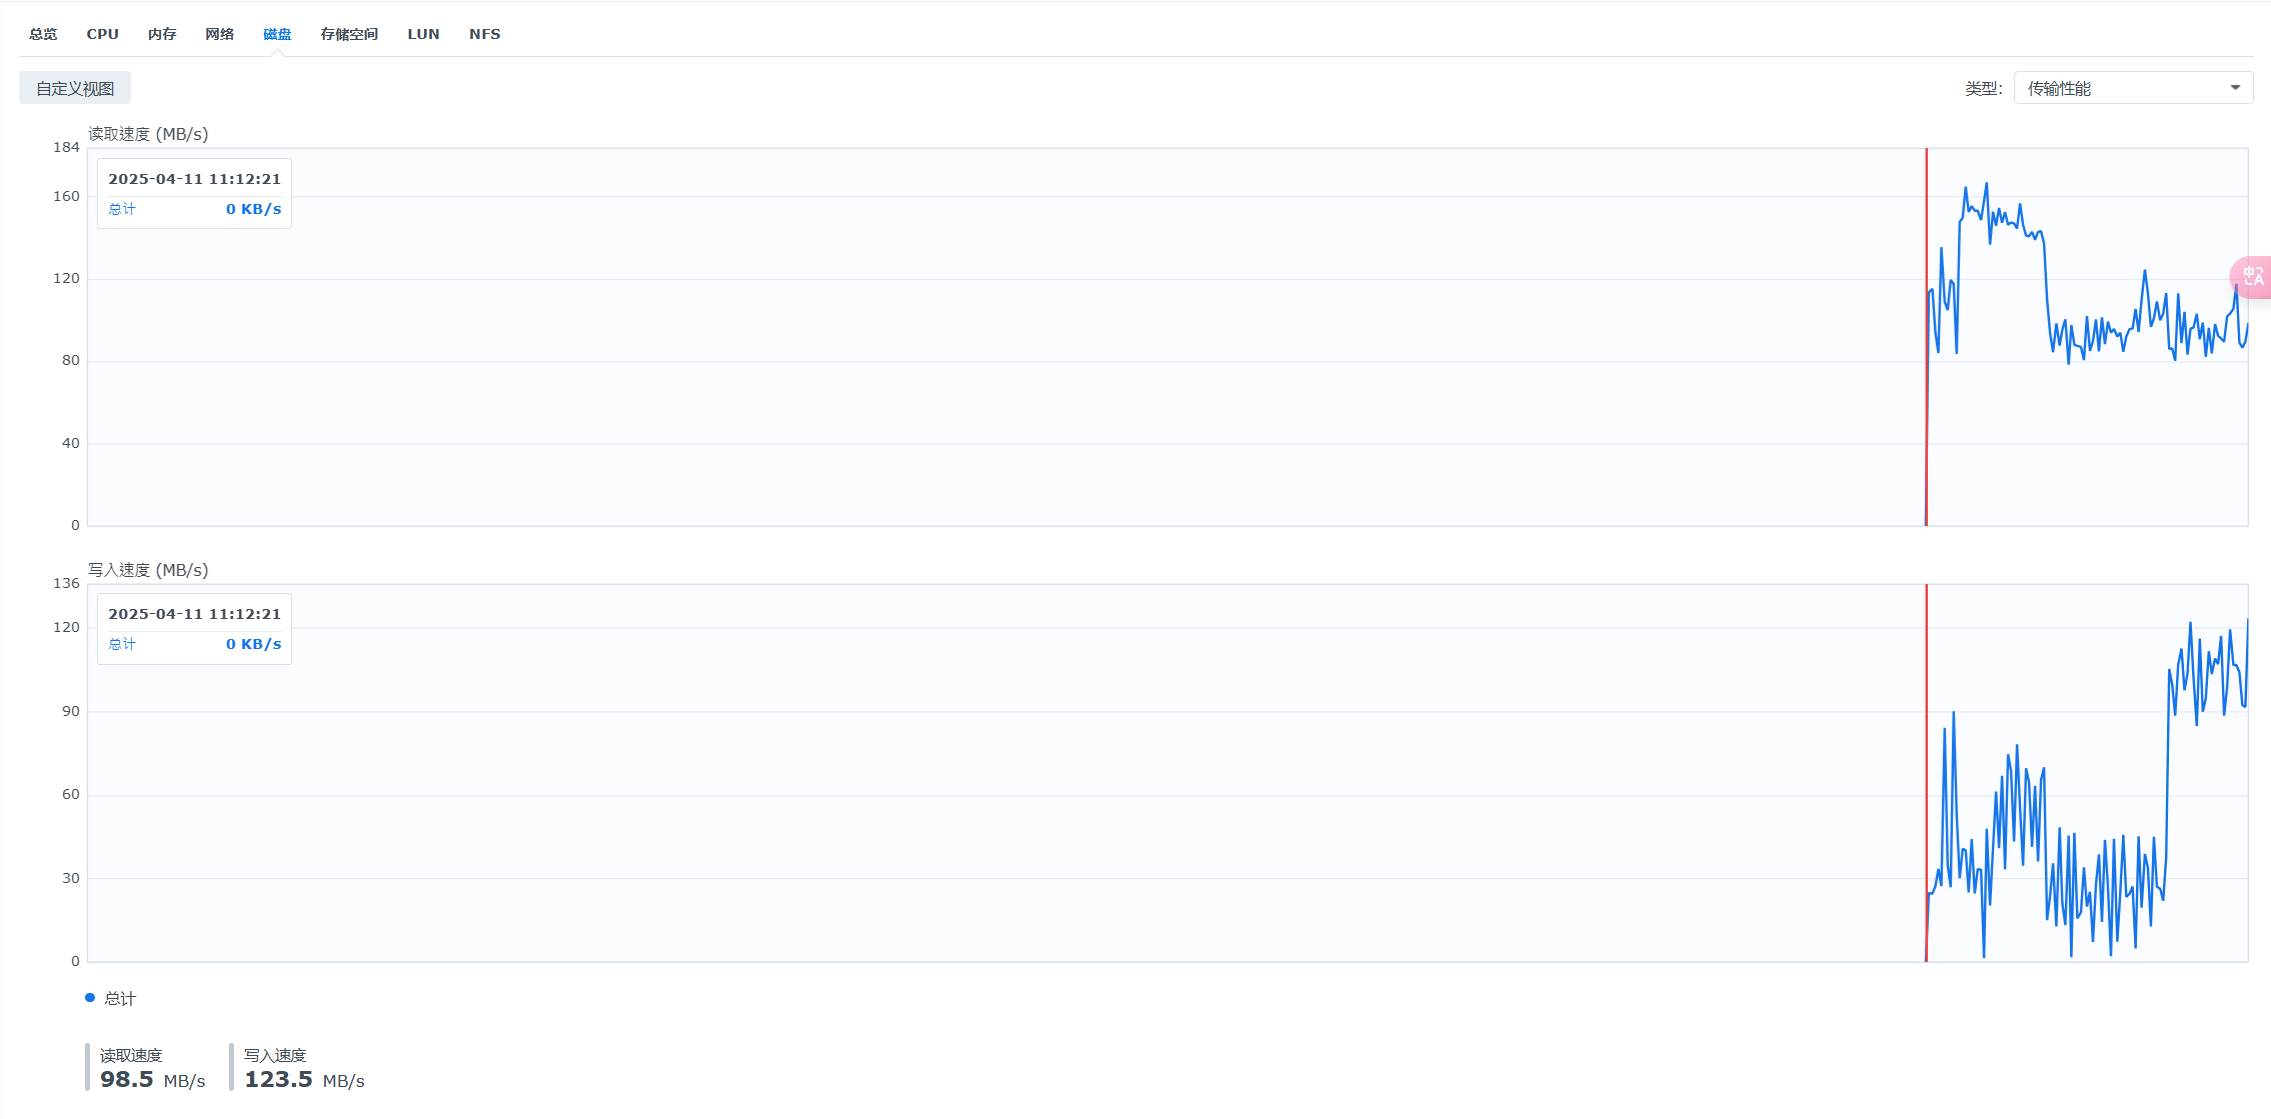 总览 CPU 内存 网络 磁盘 存储空间 LUN NFS
自定义视图 类型: 传输性能
读取速度 (MB/s)
184
2025-04-11 11:12:21
160
总计 0 KB/s
120
80
40
0
写入速度 (MB/s)
136
2025-04-11 11:12:21
120
总计 0 KB/s
90
60
30
0
总计
读取速度 写入速度
98.5 MB/s 123.5 MB/s
中A